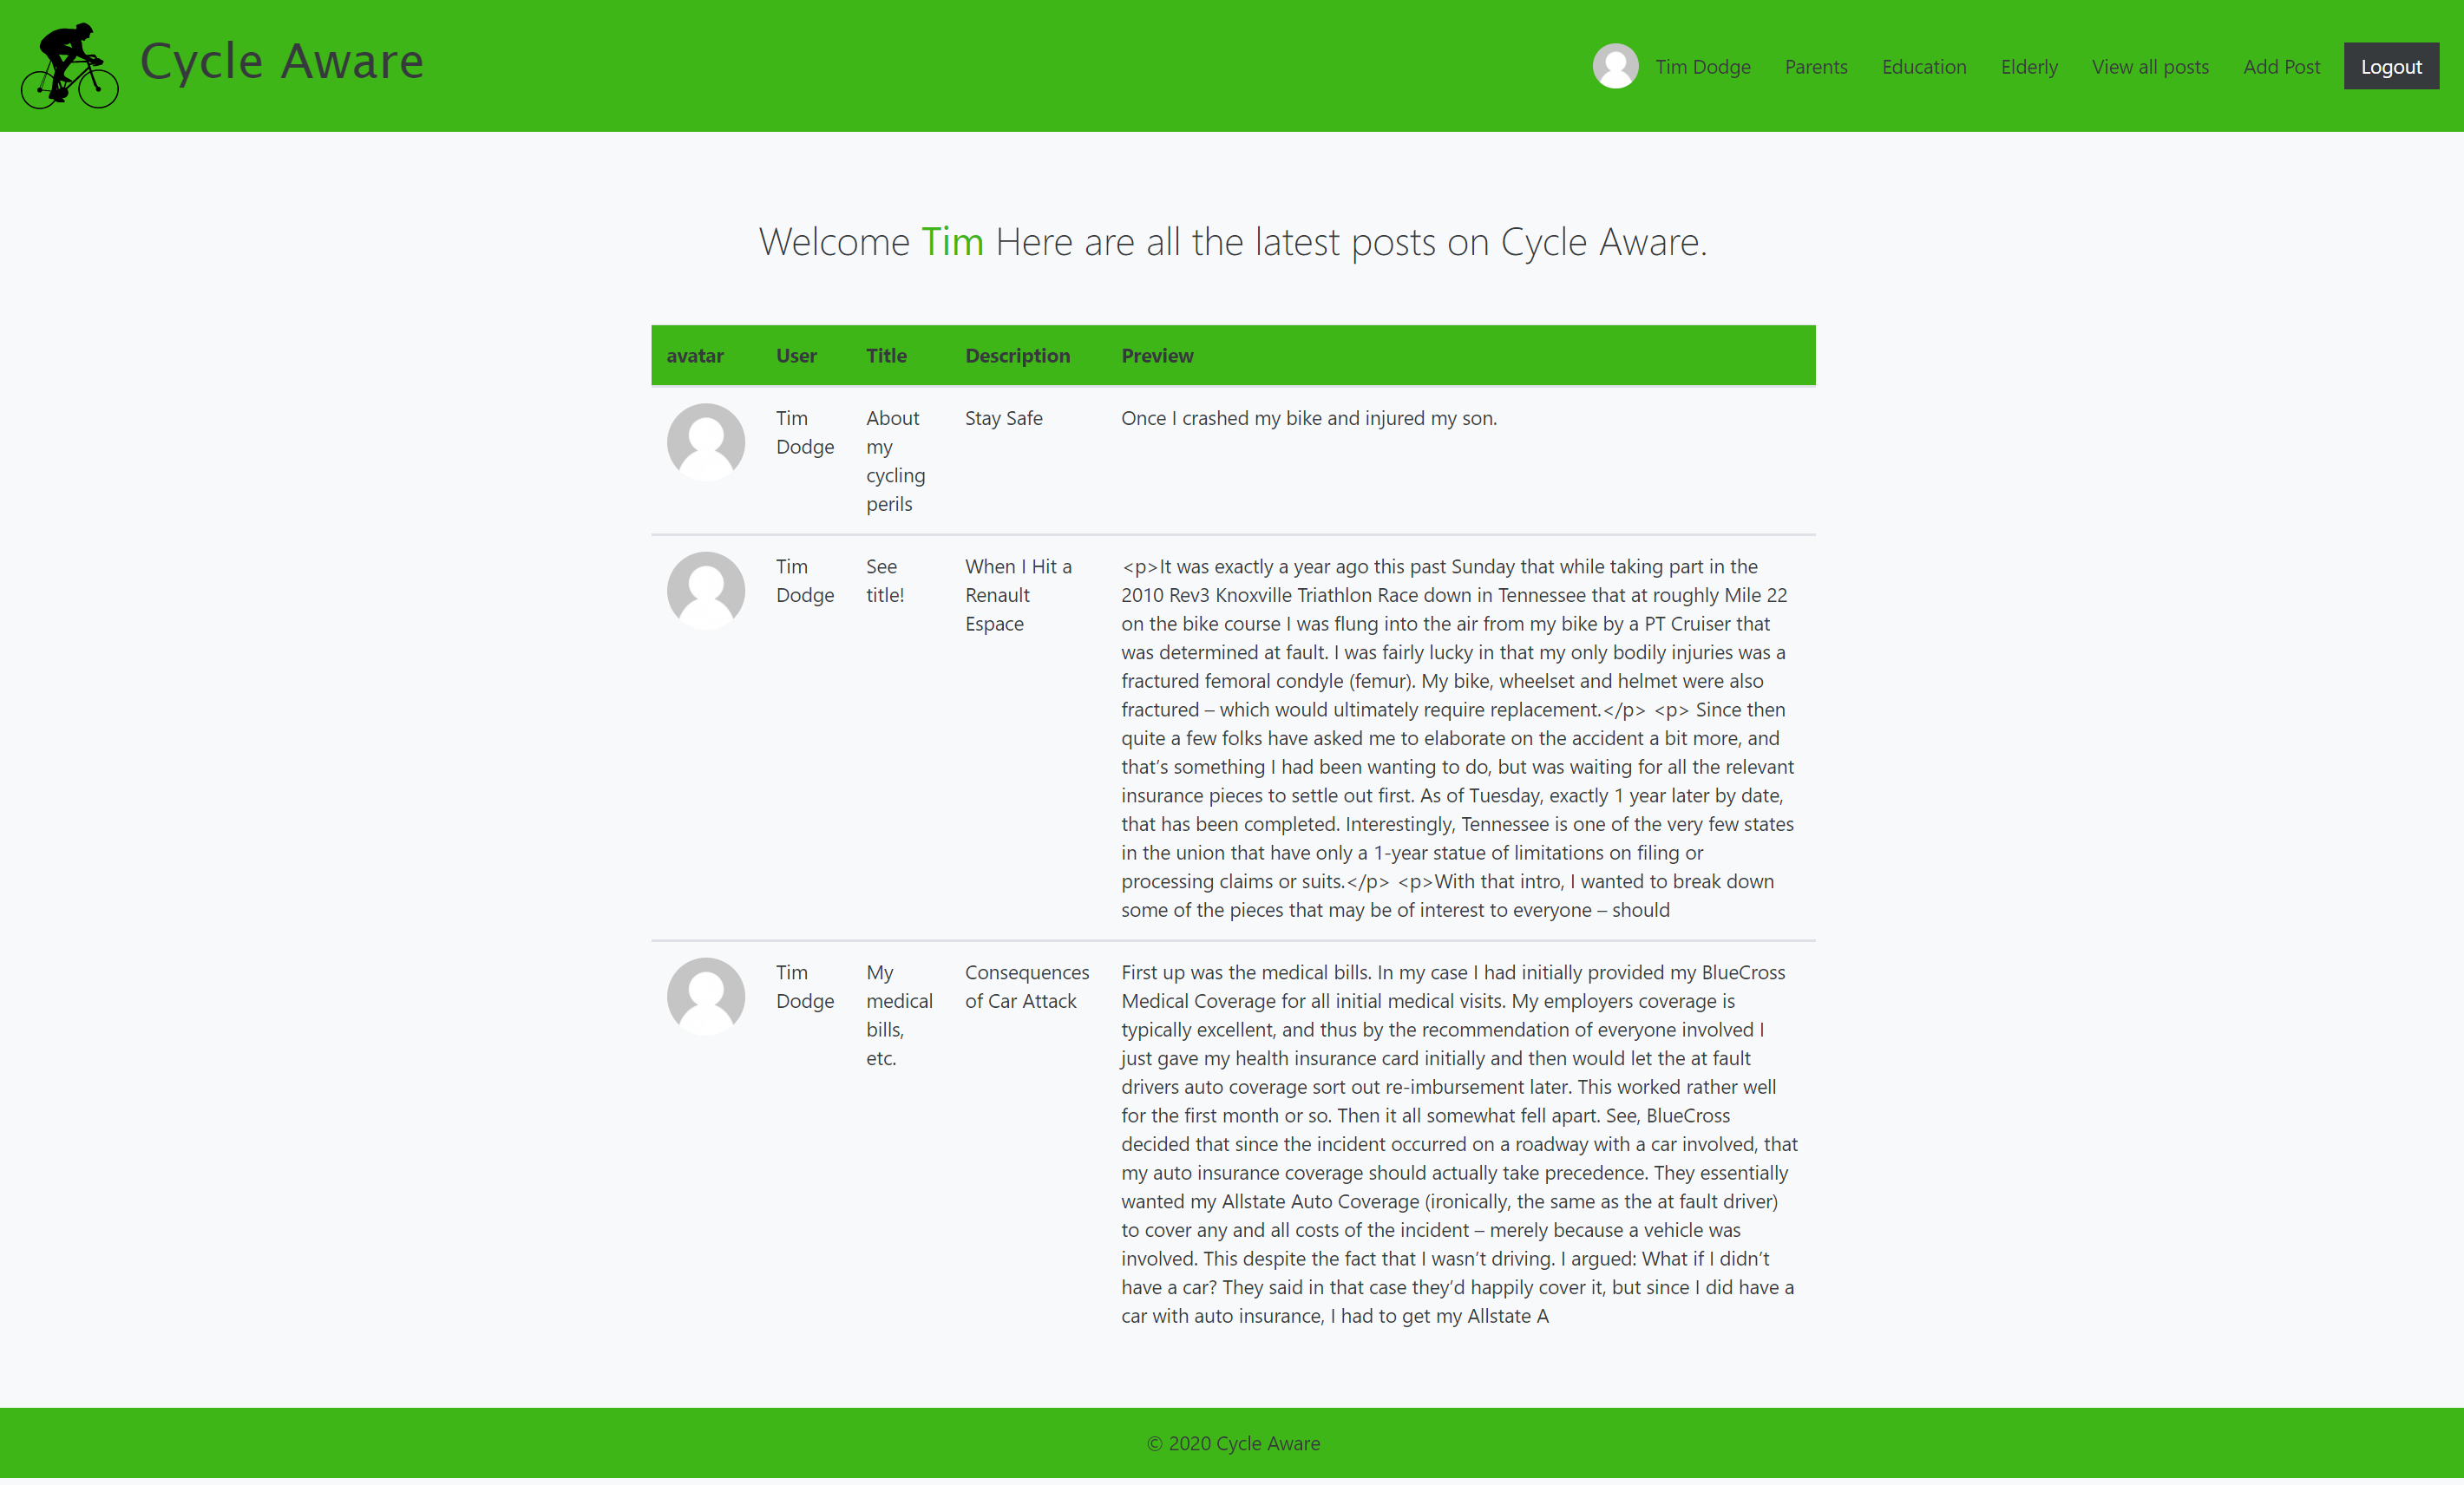 Cycle Aware
Tim Dodge
Parents
Education
Elderly
View all posts
Add Post
Logout
Welcome Tim Here are all the latest posts on Cycle Aware.
avatar
User
Title
Description
Preview
Tim
Dodge
About
my
cycling
perils
Stay Safe
Once I crashed my bike and injured my son.
Tim
Dodge
See
title!
When I Hit a
Renault
Espace
<p>It was exactly a year ago this past Sunday that while taking part in the
2010 Rev3 Knoxville Triathlon Race down in Tennessee that at roughly Mile 22
on the bike course I was flung into the air from my bike by a PT Cruiser that
was determined at fault. I was fairly lucky in that my only bodily injuries was a
fractured femoral condyle (femur). My bike, wheelset and helmet were also
fractured – which would ultimately require replacement.</p> <p> Since then
quite a few folks have asked me to elaborate on the accident a bit more, and
that’s something I had been wanting to do, but was waiting for all the relevant
insurance pieces to settle out first. As of Tuesday, exactly 1 year later by date,
that has been completed. Interestingly, Tennessee is one of the very few states
in the union that have only a 1-year statue of limitations on filing or
processing claims or suits.</p> <p>With that intro, I wanted to break down
some of the pieces that may be of interest to everyone – should
Tim
Dodge
My
medical
bills,
etc.
Consequences
of Car Attack
First up was the medical bills. In my case I had initially provided my BlueCross
Medical Coverage for all initial medical visits. My employers coverage is
typically excellent, and thus by the recommendation of everyone involved I
just gave my health insurance card initially and then would let the at fault
drivers auto coverage sort out re-imbursement later. This worked rather well
for the first month or so. Then it all somewhat fell apart. See, BlueCross
decided that since the incident occurred on a roadway with a car involved, that
my auto insurance coverage should actually take precedence. They essentially
wanted my Allstate Auto Coverage (ironically, the same as the at fault driver)
to cover any and all costs of the incident – merely because a vehicle was
involved. This despite the fact that I wasn’t driving. I argued: What if I didn’t
have a car? They said in that case they’d happily cover it, but since I did have a
car with auto insurance, I had to get my Allstate A
© 2020 Cycle Aware